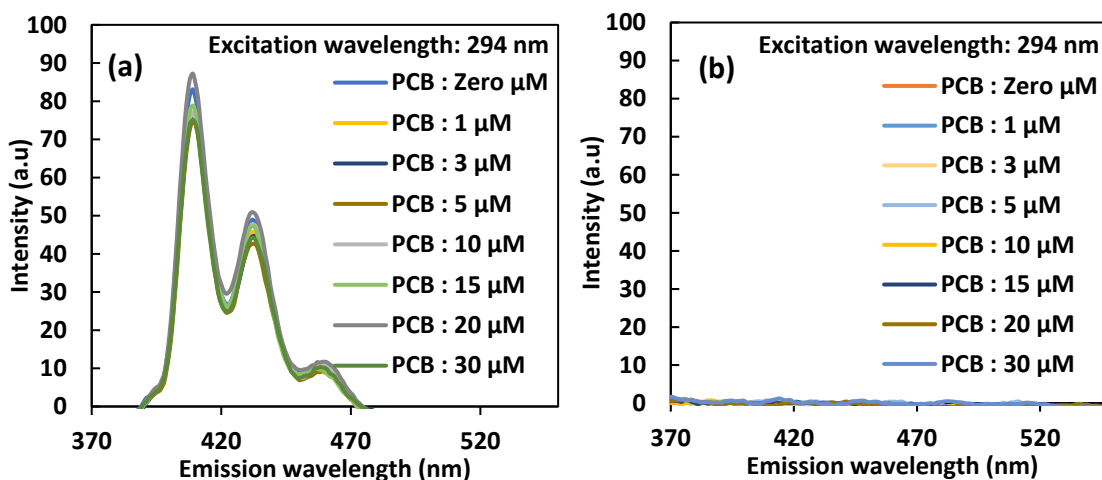 (a)
Excitation wavelength: 294 nm
PCB : Zero µM
PCB : 1 µM
PCB : 3 µM
PCB : 5 µM
PCB : 10 µM
PCB : 15 µM
PCB : 20 µM
PCB : 30 µM
Intensity (a.u)
100
90
80
70
60
50
40
30
20
10
0
370 420 470 520
Emission wavelength (nm)
(b)
Excitation wavelength: 294 nm
PCB : Zero µM
PCB : 1 µM
PCB : 3 µM
PCB : 5 µM
PCB : 10 µM
PCB : 15 µM
PCB : 20 µM
PCB : 30 µM
Intensity (a.u)
100
90
80
70
60
50
40
30
20
10
0
370 420 470 520
Emission wavelength (nm)